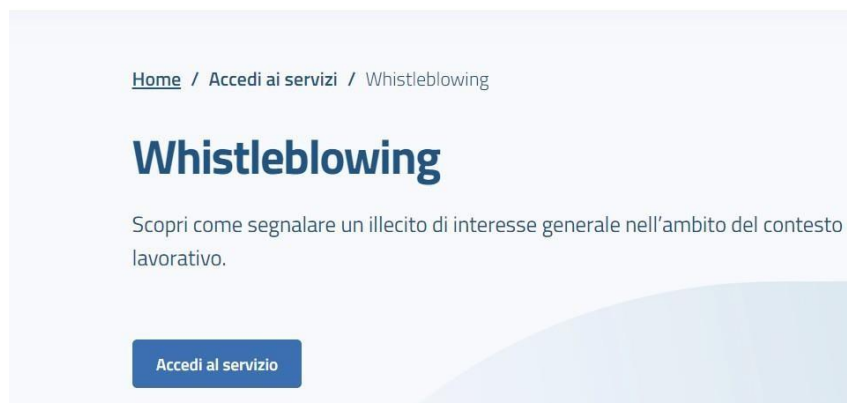 Home / Accedi ai servizi / Whistleblowing
Whistleblowing
Scopri come segnalare un illecito di interesse generale nell’ambito del contesto
lavorativo.
Accedi al servizio